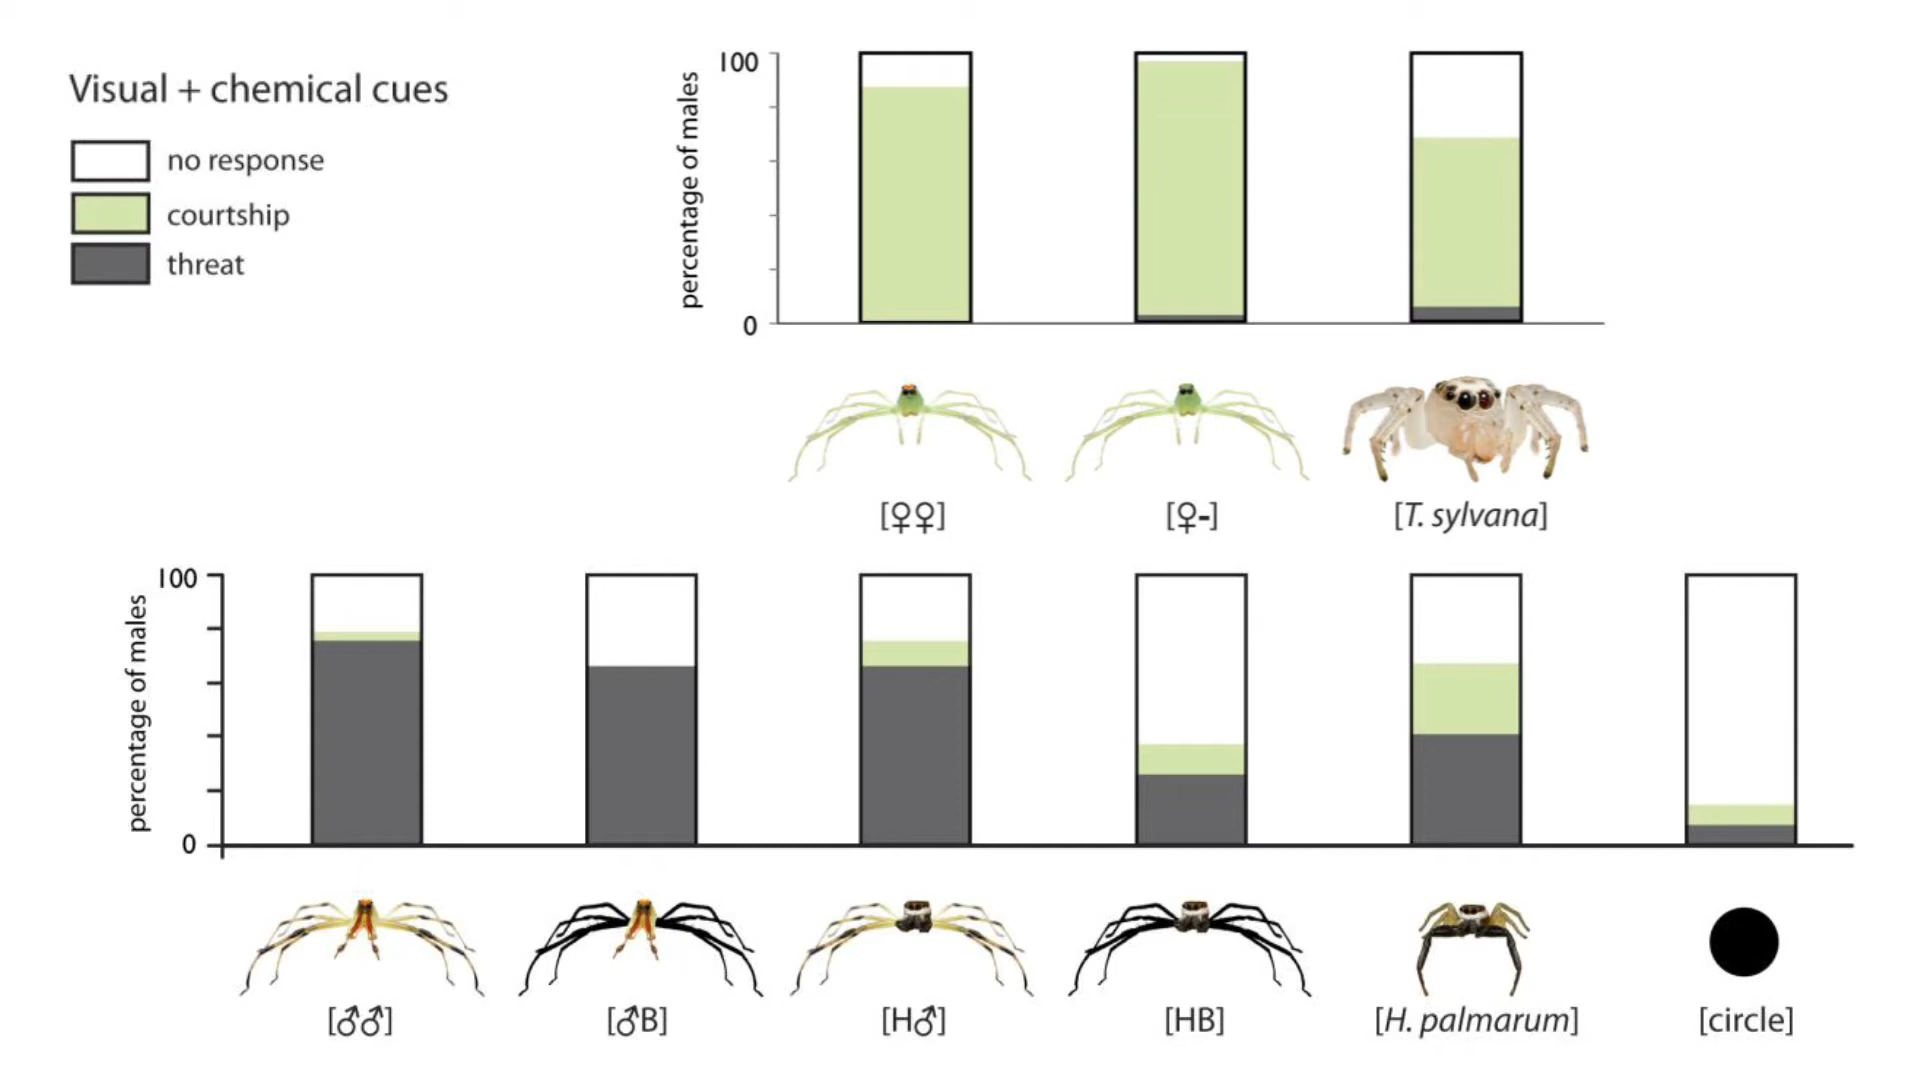 Visual + chemical cues
no response
courtship
threat
percentage of males
100
0
[♀♀]
[♀-]
[T. sylvana]
percentage of males
100
0
[♂♂]
[♂B]
[H♂]
[HB]
[H. palmarum]
[circle]